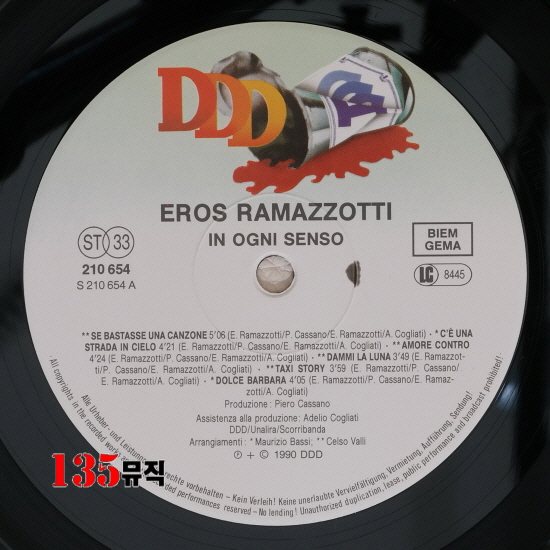 DDD
EROS RAMAZZOTTI
IN OGNI SENSO
ST 33
210 654
S 210 654 A
BIEM
GEMA
LC 8445
**SE BASTASSE UNA CANZONE 5'06 (E. Ramazzotti/P. Cassano/E. Ramazzotti/A. Cogliati) · *C'È UNA
STRADA IN CIELO 4'21 (E. Ramazzotti/P. Cassano/E. Ramazzotti/A. Cogliati) · **AMORE CONTRO
4'24 (E. Ramazzotti/P. Cassano/E. Ramazzotti/A. Cogliati) · **DAMMI LA LUNA 3'49 (E. Ramazzot-
ti/P. Cassano/E. Ramazzotti/A. Cogliati) · **TAXI STORY 3'59 (E. Ramazzotti/P. Cassano/
E. Ramazzotti/A. Cogliati) · *DOLCE BARBARA 4'05 (E. Ramazzotti/P. Cassano/E. Ramaz-
zotti/A. Cogliati)
Produzione: Piero Cassano
Assistenza alla produzione: Adelio Cogliati
DDD/Unalira/Scorribanda
Arrangiamenti: * Maurizio Bassi; ** Celso Valli
℗ + © 1990 DDD
Alle Urheber- und Leistungsschutzrechte vorbehalten – Kein Verleih! Keine unerlaubte Vervielfältigung, Vermietung, Aufführung, Sendung!
All copyrights in the recorded works and performances reserved – No lending! Unauthorized duplication, lease, public performance and broadcast prohibited!
135뮤직